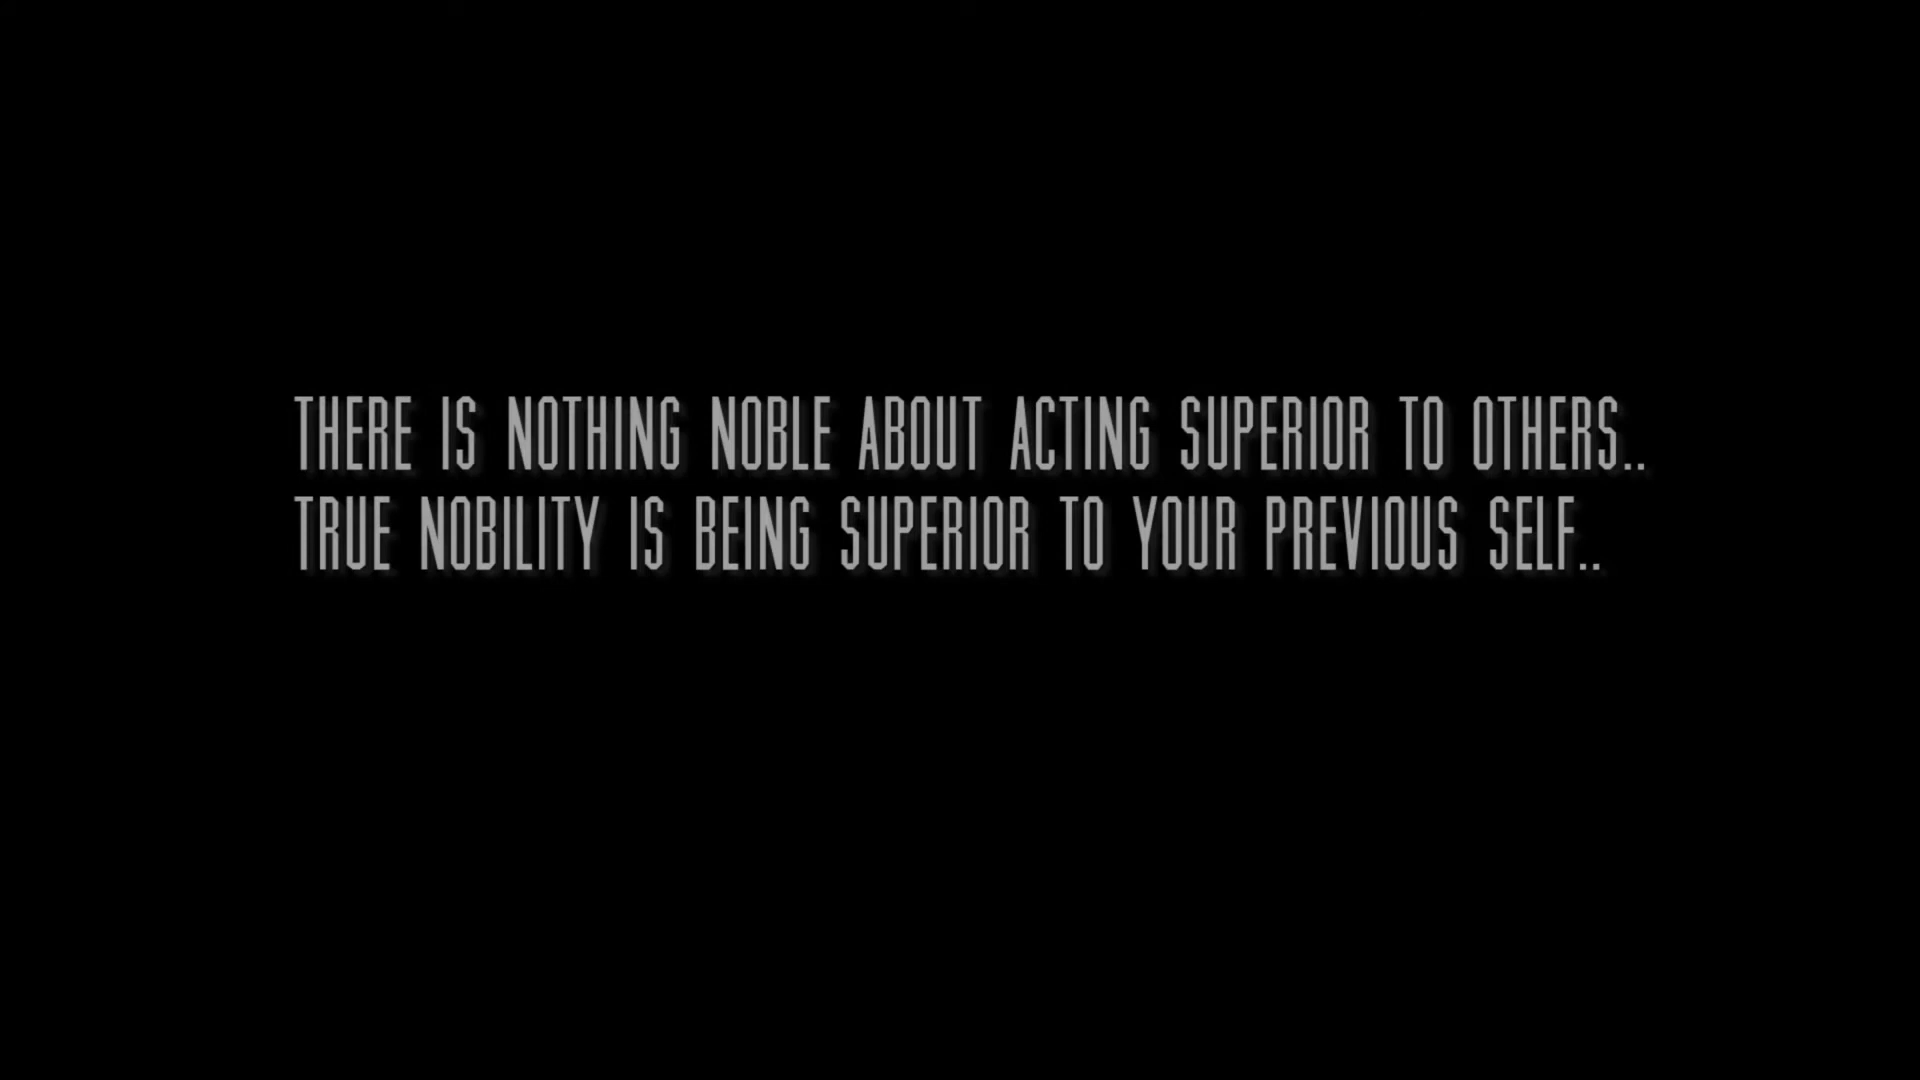 THERE IS NOTHING NOBLE ABOUT ACTING SUPERIOR TO OTHERS..
TRUE NOBILITY IS BEING SUPERIOR TO YOUR PREVIOUS SELF..